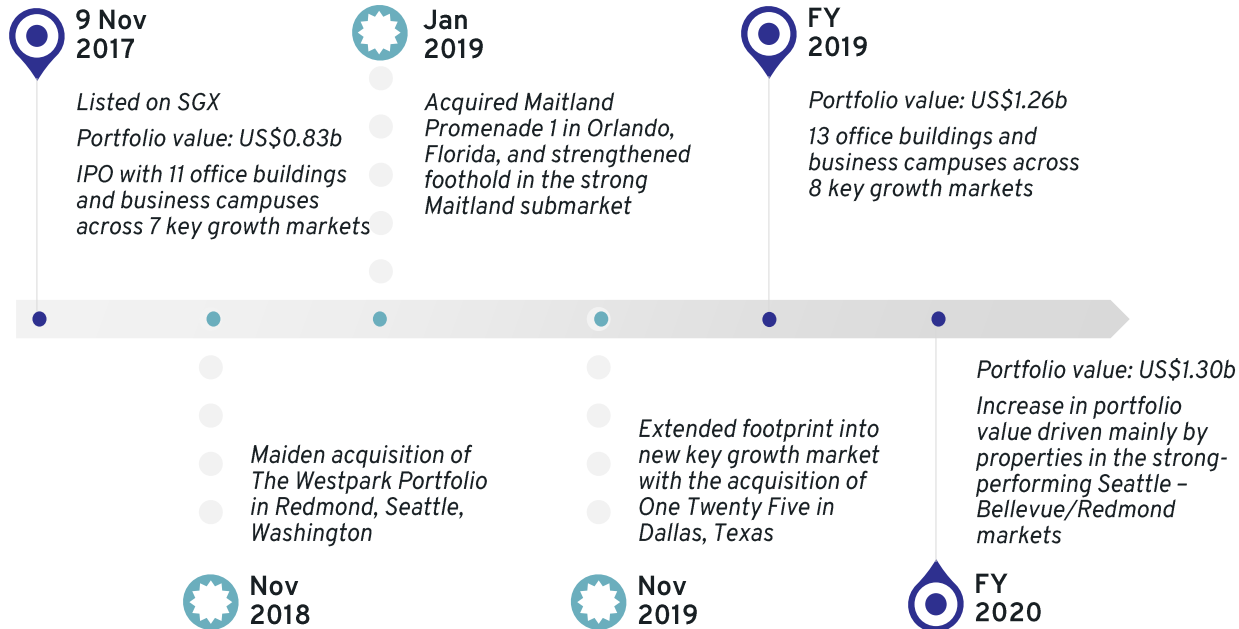 9 Nov
2017
Listed on SGX
Portfolio value: US$0.83b
IPO with 11 office buildings
and business campuses
across 7 key growth markets
Jan
2019
Acquired Maitland
Promenade 1 in Orlando,
Florida, and strengthened
foothold in the strong
Maitland submarket
FY
2019
Portfolio value: US$1.26b
13 office buildings and
business campuses across
8 key growth markets
Maiden acquisition of
The Westpark Portfolio
in Redmond, Seattle,
Washington
Nov
2018
Extended footprint into
new key growth market
with the acquisition of
One Twenty Five in
Dallas, Texas
Nov
2019
Portfolio value: US$1.30b
Increase in portfolio
value driven mainly by
properties in the strong-
performing Seattle –
Bellevue/Redmond
markets
FY
2020